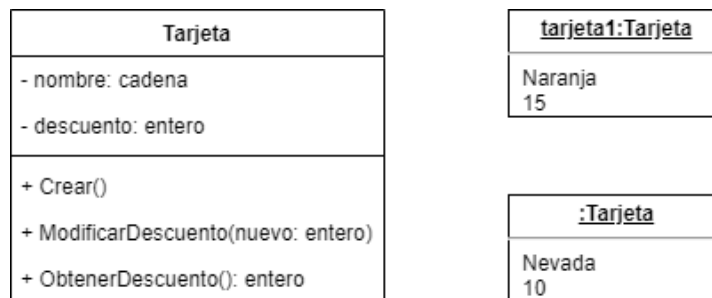 Tarjeta
- nombre: cadena
- descuento: entero
+ Crear()
+ ModificarDescuento(nuevo: entero)
+ ObtenerDescuento(): entero
tarjeta1:Tarjeta
Naranja
15
:Tarjeta
Nevada
10